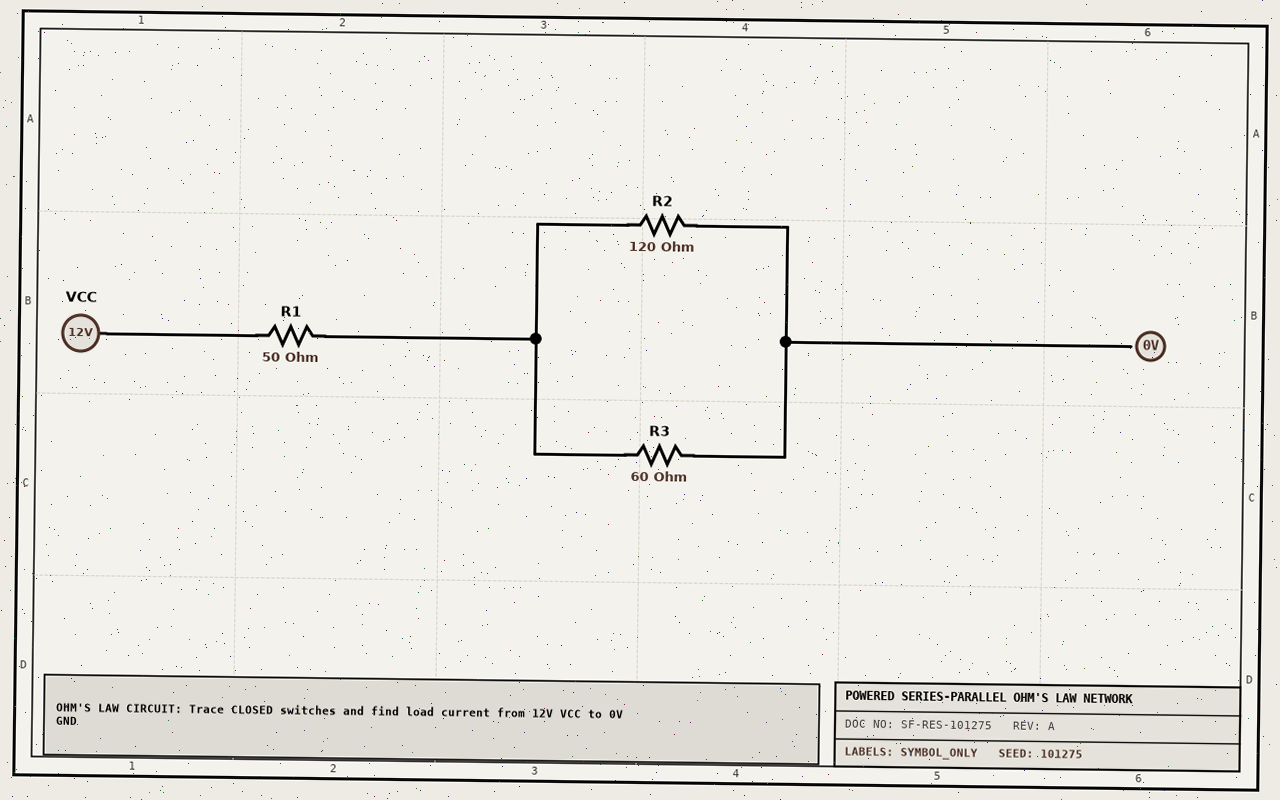 1 2 3 4 5 6
A A
R2
120 Ohm
VCC
B B
12V
R1
50 Ohm
0V
R3
60 Ohm
C C
D D
OHM'S LAW CIRCUIT: Trace CLOSED switches and find load current from 12V VCC to 0V
GND
POWERED SERIES-PARALLEL OHM'S LAW NETWORK
DOC NO: SF-RES-101275 REV: A
LABELS: SYMBOL_ONLY SEED: 101275
1 2 3 4 5 6